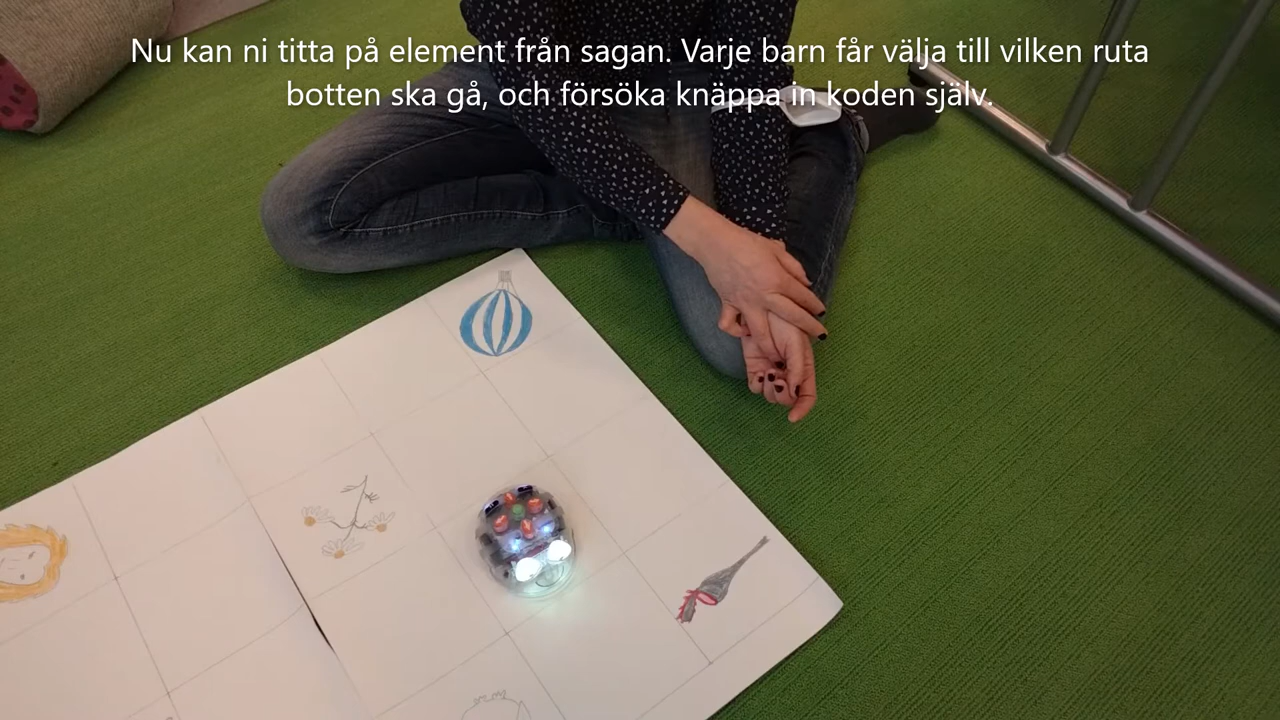 Nu kan ni titta på element från sagan. Varje barn får välja till vilken ruta
botten ska gå, och försöka knäppa in koden själv.